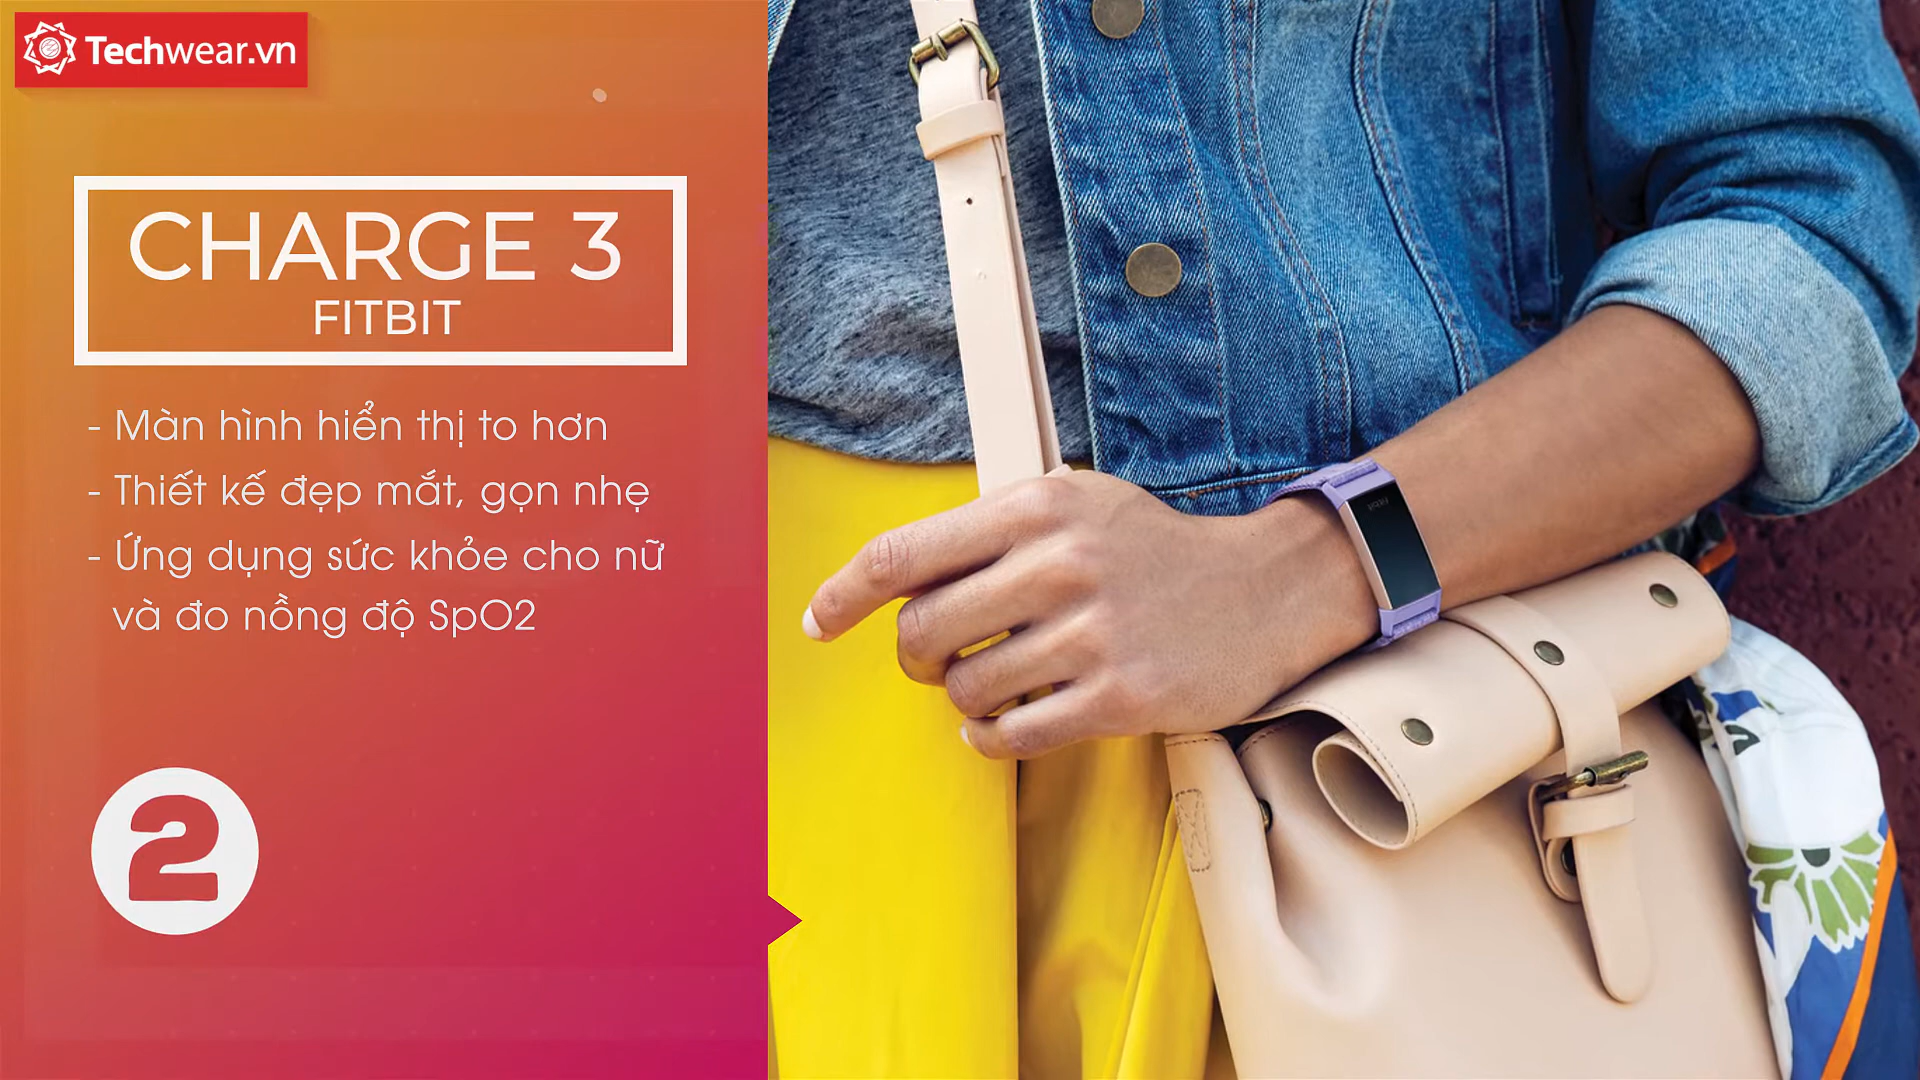 Techwear.vn
CHARGE 3
FITBIT
- Màn hình hiển thị to hơn
- Thiết kế đẹp mắt, gọn nhẹ
- Ứng dụng sức khỏe cho nữ
và đo nồng độ SpO2
fitbit
2